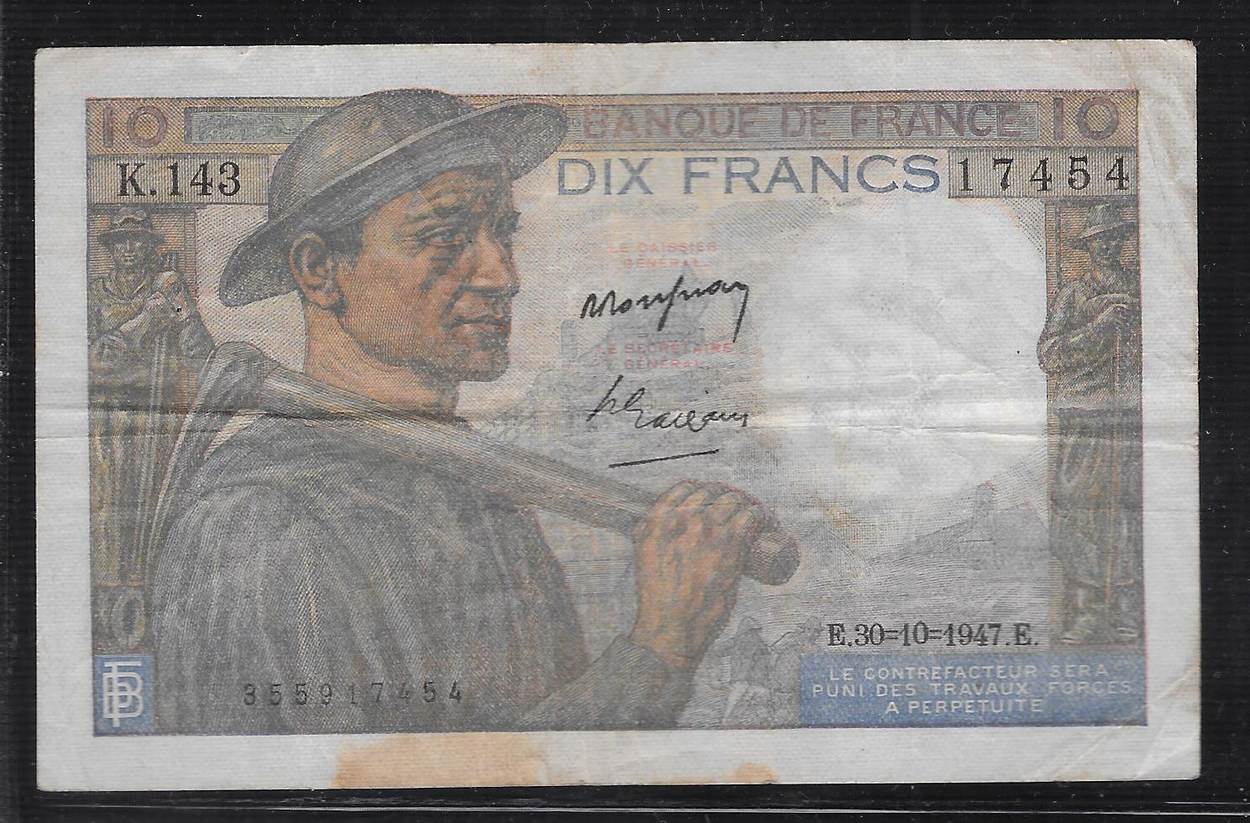 10 BANQUE DE FRANCE 10
K.143 DIX FRANCS 17454
LE CAISSIER
GÉNÉRAL
LE SECRÉTAIRE
GÉNÉRAL
E.30=10=1947.E.
LE CONTREFACTEUR SERA
PUNI DES TRAVAUX FORCÉS
A PERPÉTUITÉ
355917454